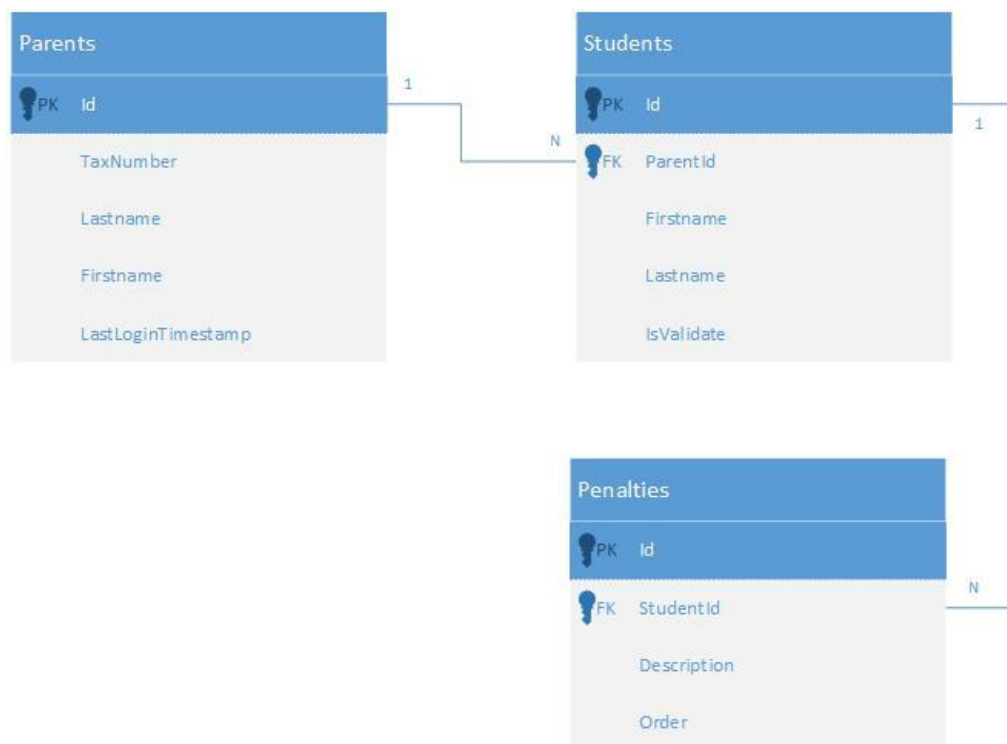 Parents
PK Id
TaxNumber
Lastname
Firstname
LastLoginTimestamp
1
N
Students
PK Id
FK ParentId
Firstname
Lastname
IsValidate
1
Penalties
PK Id
FK StudentId
Description
Order
N